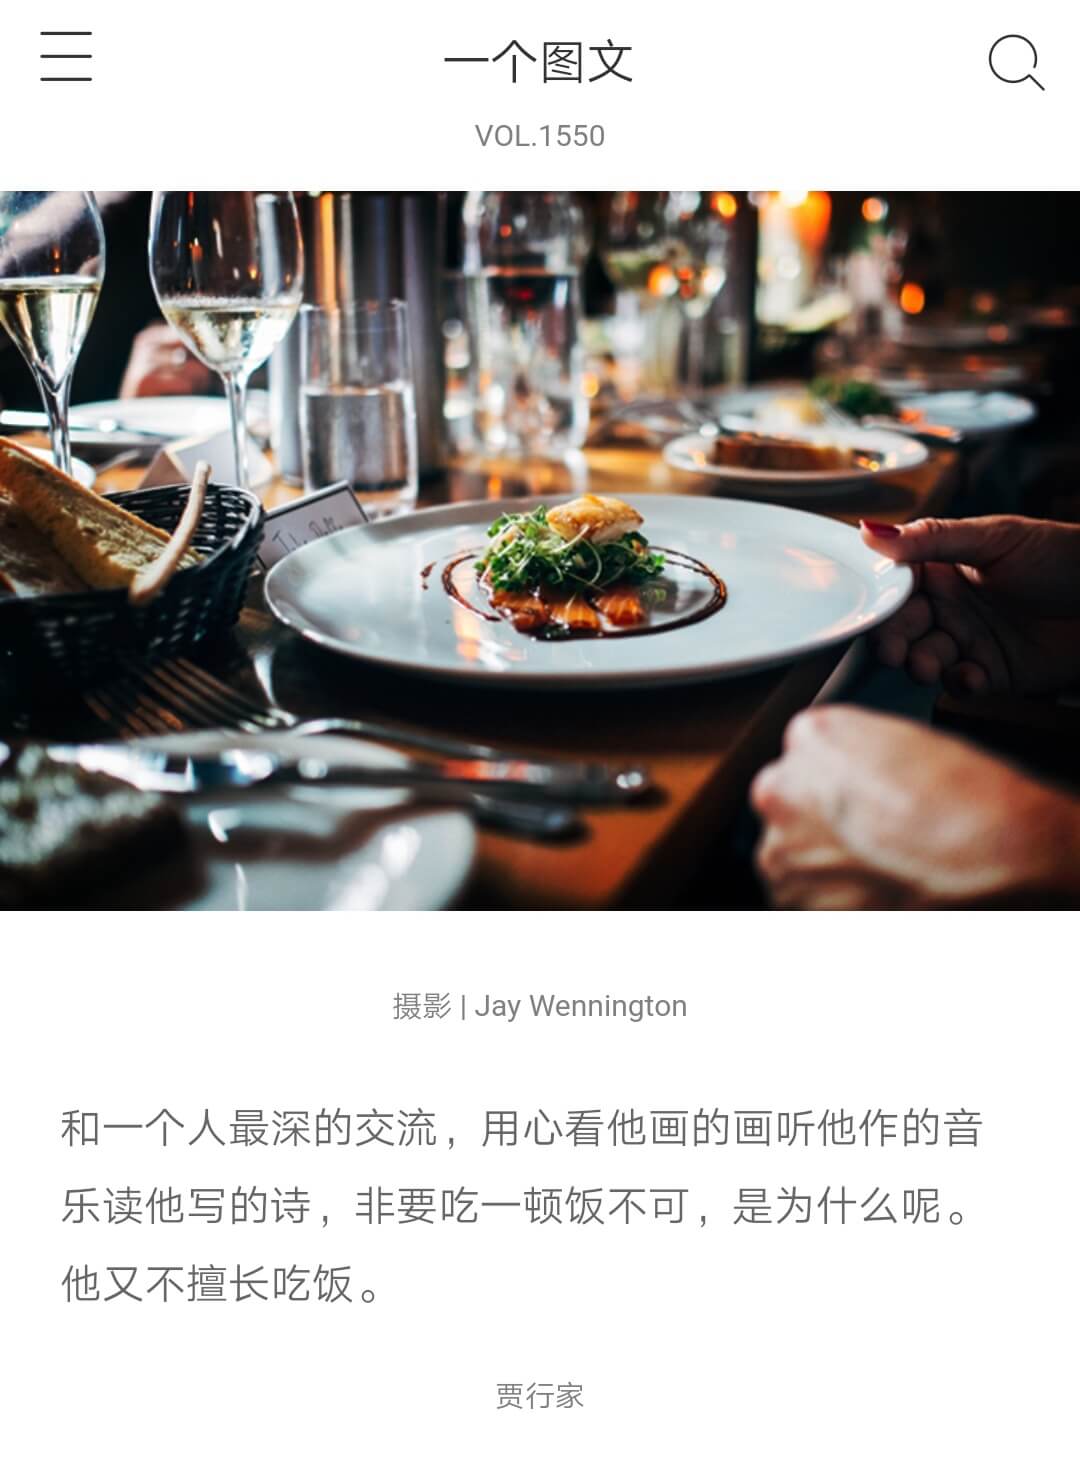 一个图文
VOL.1550
摄影 | Jay Wennington
和一个人最深的交流，用心看他画的画听他作的音
乐读他写的诗，非要吃一顿饭不可，是为什么呢。
他又不擅长吃饭。
贾行家